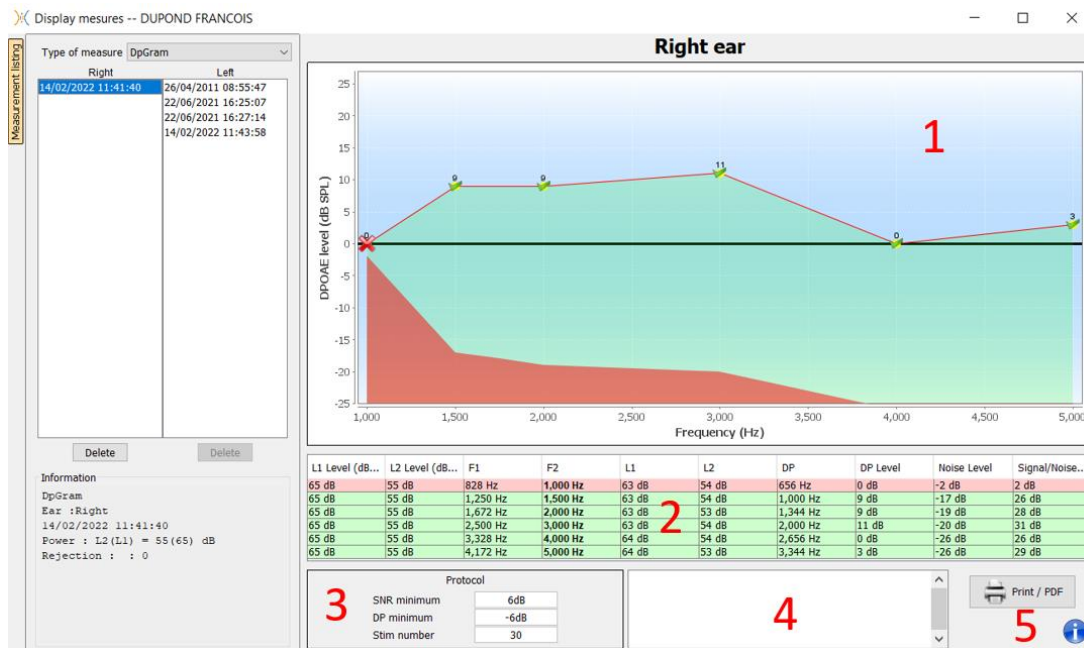 Display mesures -- DUPOND FRANCOIS
Measurement listing
Type of measure DpGram
Right Left
14/02/2022 11:41:40 26/04/2011 08:55:47
22/06/2021 16:25:07
22/06/2021 16:27:14
14/02/2022 11:43:58
Delete Delete
Information
DpGram
Ear :Right
14/02/2022 11:41:40
Power : L2(L1) = 55(65) dB
Rejection : : 0
Right ear
DPOAE level (dB SPL)
25
20
15
10
5
0
-5
-10
-15
-20
-25
0 9 9 11 0 3
1
1,000 1,500 2,000 2,500 3,000 3,500 4,000 4,500 5,000
Frequency (Hz)
L1 Level (dB... L2 Level (dB... F1 F2 L1 L2 DP DP Level Noise Level Signal/Noise...
65 dB 55 dB 828 Hz 1,000 Hz 63 dB 54 dB 656 Hz 0 dB -2 dB 2 dB
65 dB 55 dB 1,250 Hz 1,500 Hz 63 dB 54 dB 1,000 Hz 9 dB -17 dB 26 dB
65 dB 55 dB 1,672 Hz 2,000 Hz 63 dB 53 dB 1,344 Hz 9 dB -19 dB 28 dB
65 dB 55 dB 2,500 Hz 3,000 Hz 63 dB 54 dB 2,000 Hz 11 dB -20 dB 31 dB
65 dB 55 dB 3,328 Hz 4,000 Hz 64 dB 54 dB 2,656 Hz 0 dB -26 dB 26 dB
65 dB 55 dB 4,172 Hz 5,000 Hz 64 dB 53 dB 3,344 Hz 3 dB -26 dB 29 dB
2
3
Protocol
SNR minimum 6dB
DP minimum -6dB
Stim number 30
4
Print / PDF
5
i